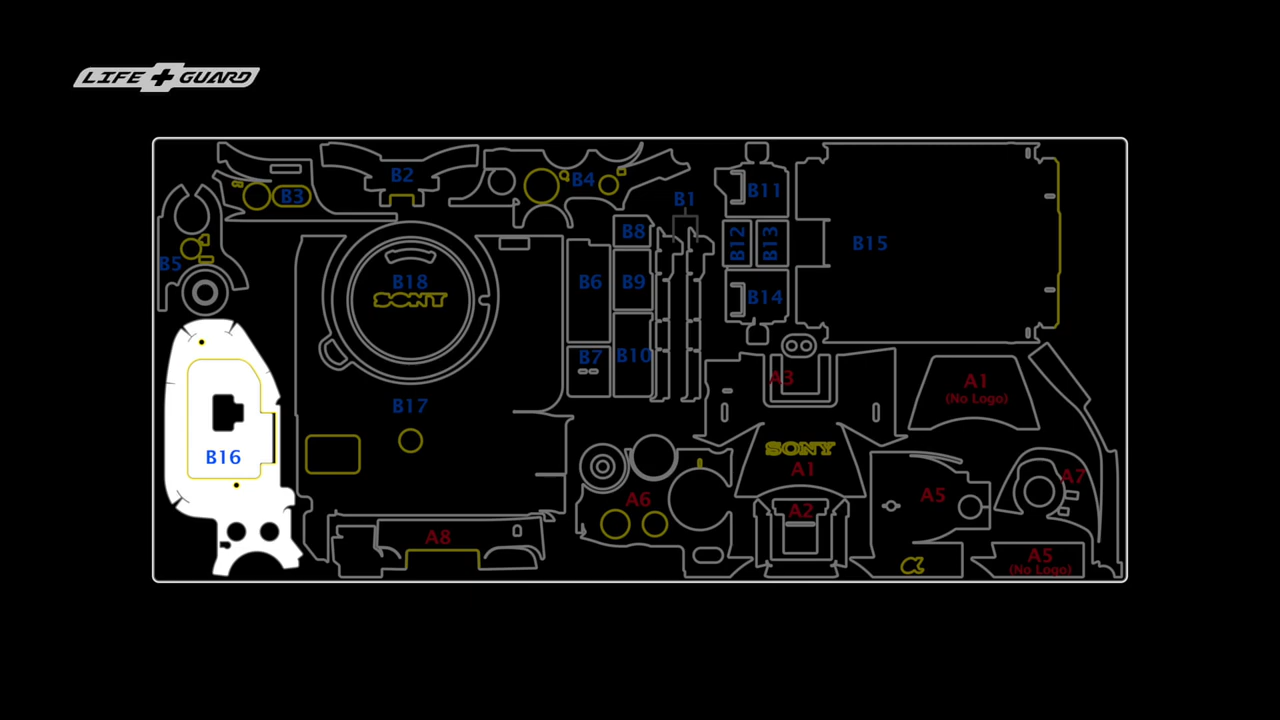 LIFE+GUARD
B2
B3
B4
B11
B1
B8
B12
B13
B15
B5
B6
B9
B18
SONY
B14
B7
B10
A3
A1
(No Logo)
B17
SONY
A1
B16
A6
A5
A7
A2
A8
α
A5
(No Logo)